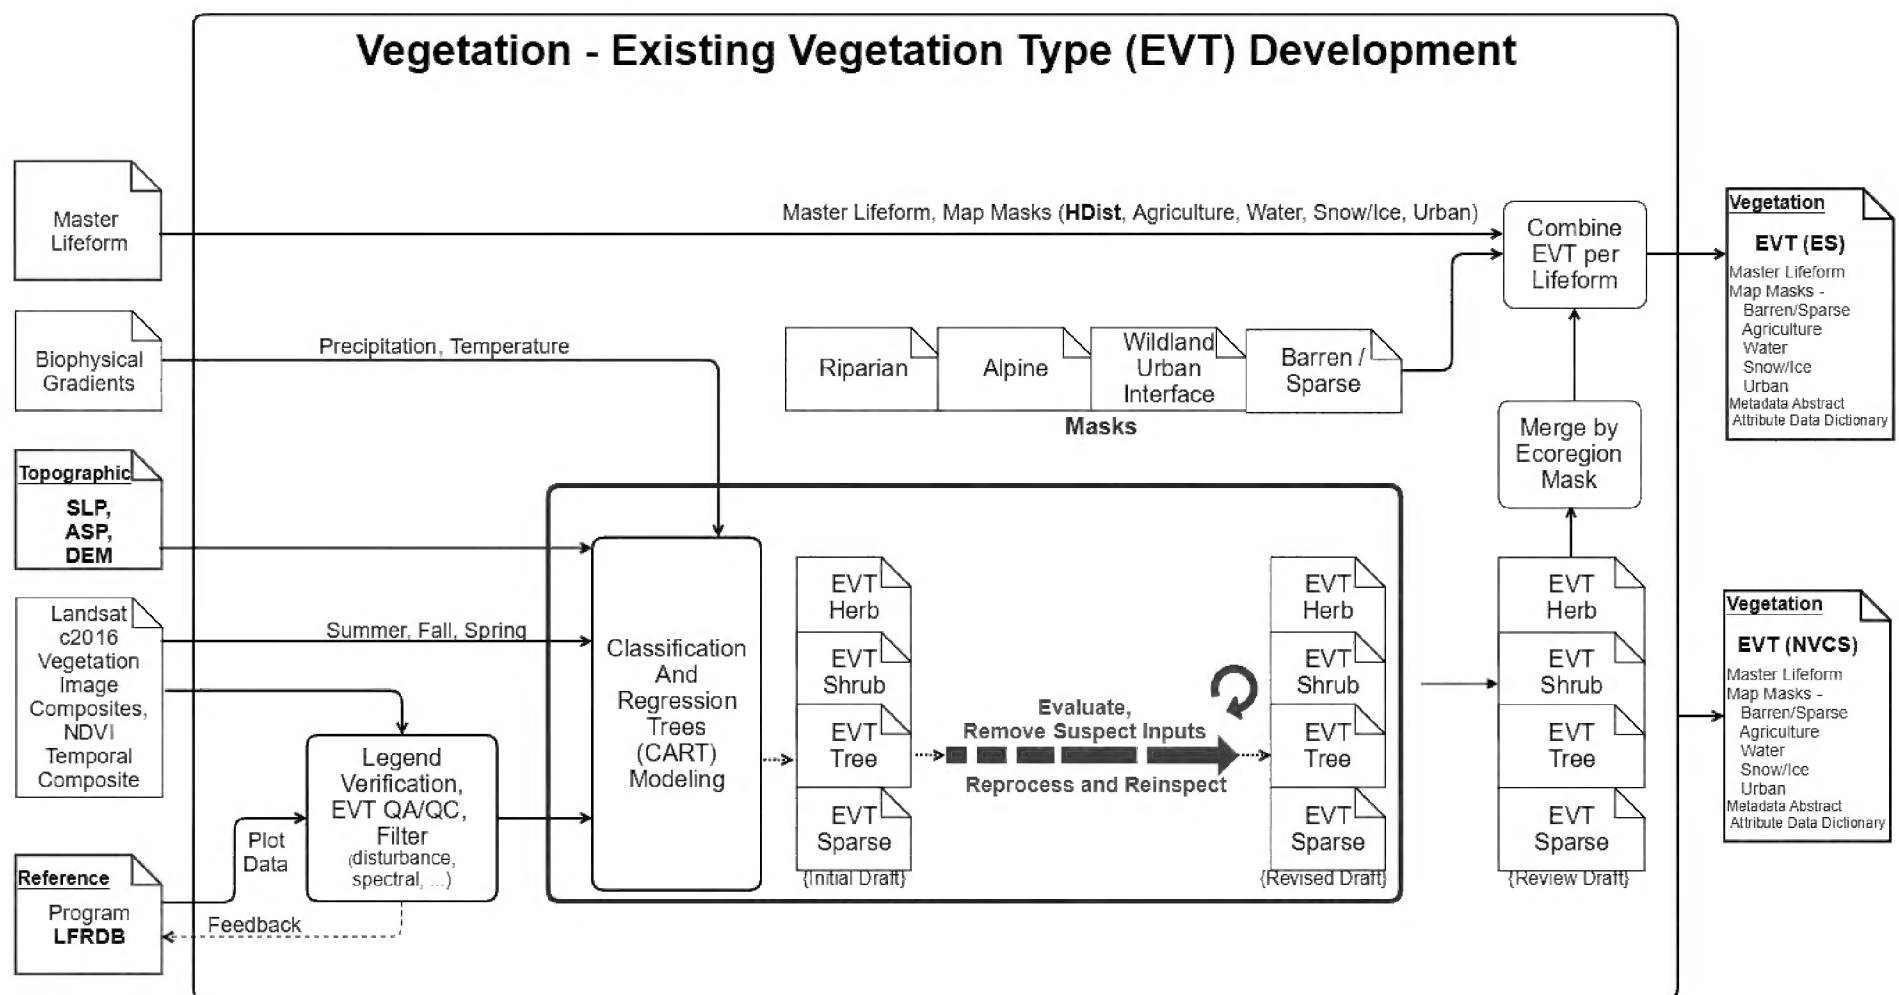 Vegetation - Existing Vegetation Type (EVT) Development
Master
Lifeform
Master Lifeform, Map Masks (HDist, Agriculture, Water, Snow/Ice, Urban)
Combine
EVT per
Lifeform
Vegetation
EVT (ES)
Master Lifeform
Map Masks -
Barren/Sparse
Agriculture
Water
Snow/Ice
Urban
Metadata Abstract
Attribute Data Dictionary
Biophysical
Gradients
Precipitation, Temperature
Riparian
Alpine
Wildland
Urban
Interface
Barren /
Sparse
Masks
Merge by
Ecoregion
Mask
Topographic
SLP,
ASP,
DEM
Landsat
c2016
Vegetation
Image
Composites,
NDVI
Temporal
Composite
Summer, Fall, Spring
Legend
Verification,
EVT QA/QC,
Filter
(disturbance,
spectral, ...)
Plot
Data
Reference
Program
LFRDB
Feedback
Classification
And
Regression
Trees
(CART)
Modeling
EVT
Herb
EVT
Shrub
EVT
Tree
EVT
Sparse
{Initial Draft}
Evaluate,
Remove Suspect Inputs
Reprocess and Reinspect
EVT
Herb
EVT
Shrub
EVT
Tree
EVT
Sparse
{Revised Draft}
EVT
Herb
EVT
Shrub
EVT
Tree
EVT
Sparse
{Review Draft}
Vegetation
EVT (NVCS)
Master Lifeform
Map Masks -
Barren/Sparse
Agriculture
Water
Snow/Ice
Urban
Metadata Abstract
Attribute Data Dictionary